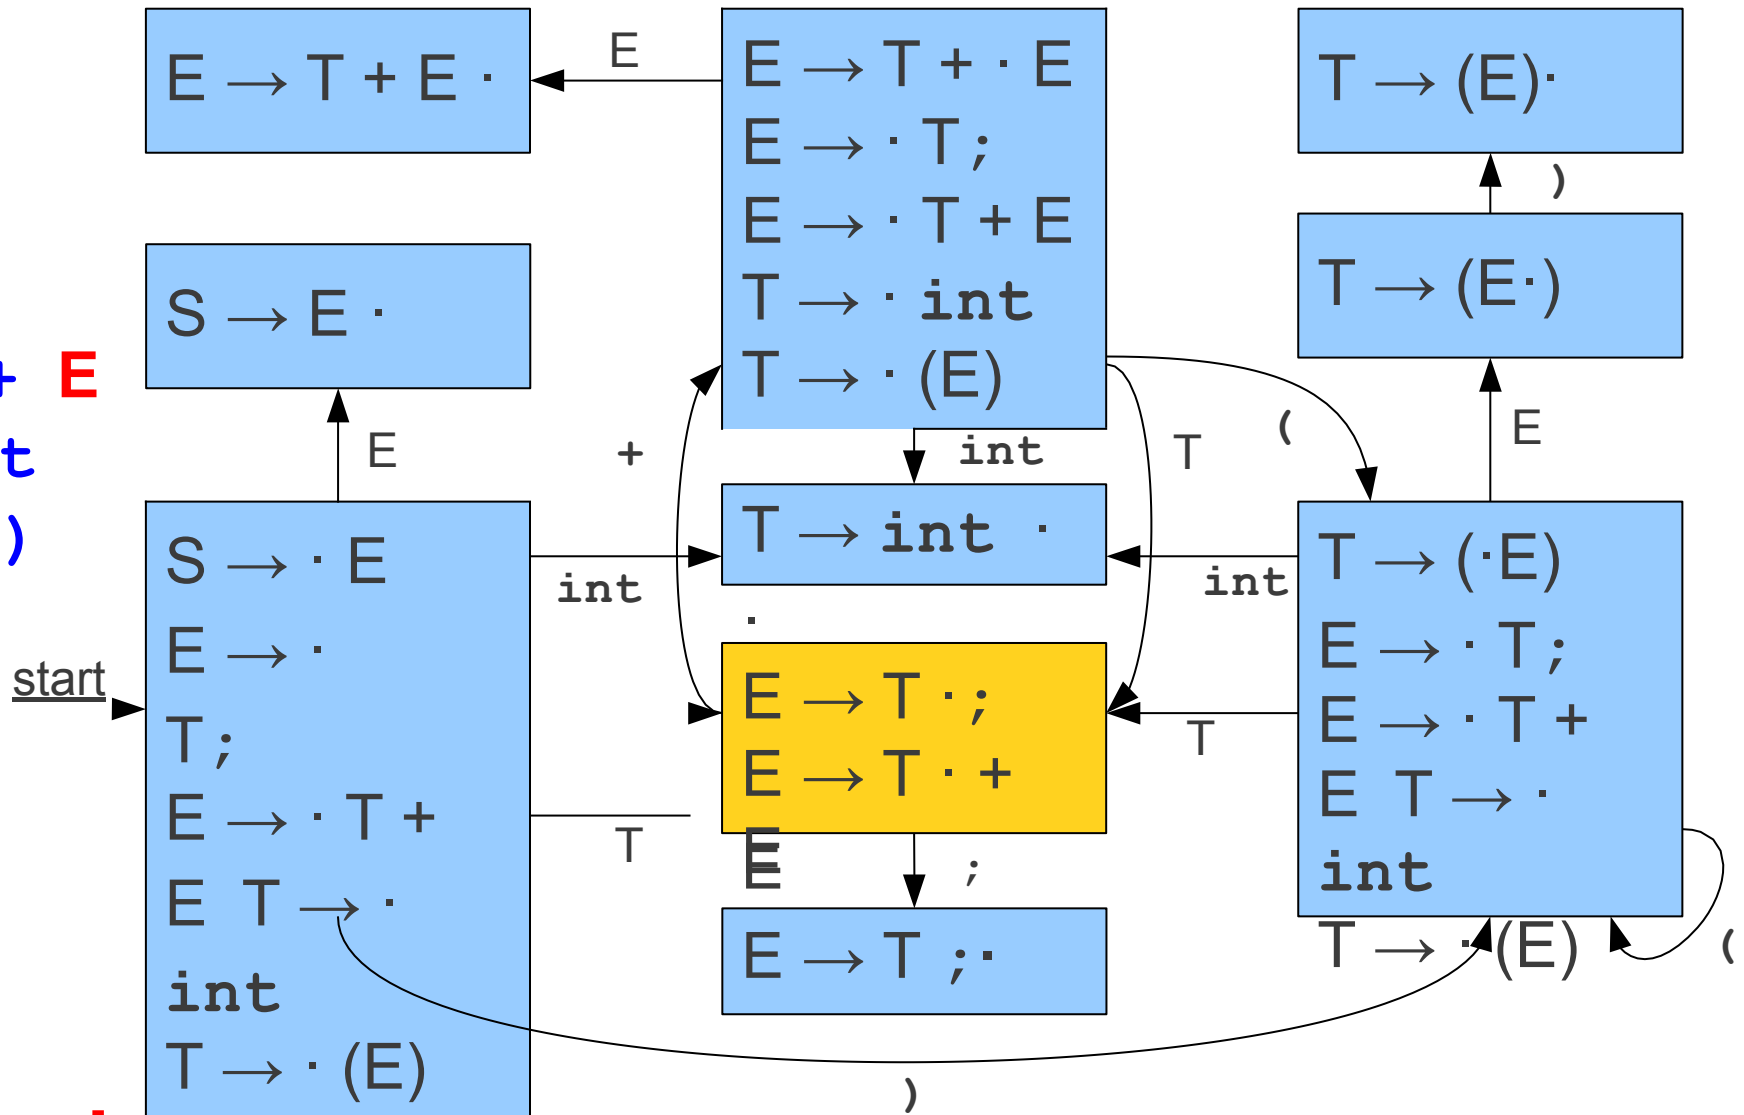 E → T + E ·
E
E → T + · E
E → · T ;
E → · T + E
T → · int
T → · (E)
T → (E)·
)
T → (E·)
S → E ·
+ E
t
)
E
+
int
T
(
E
T → int ·
·
int
int
S → · E
E → ·
T ;
E → · T +
E T → ·
int
T → · (E)
start
T
E → T · ;
E → T · +
E
E
;
E → T ; ·
T
T → (·E)
E → · T ;
E → · T +
E T → ·
int
T → · (E)
(
)